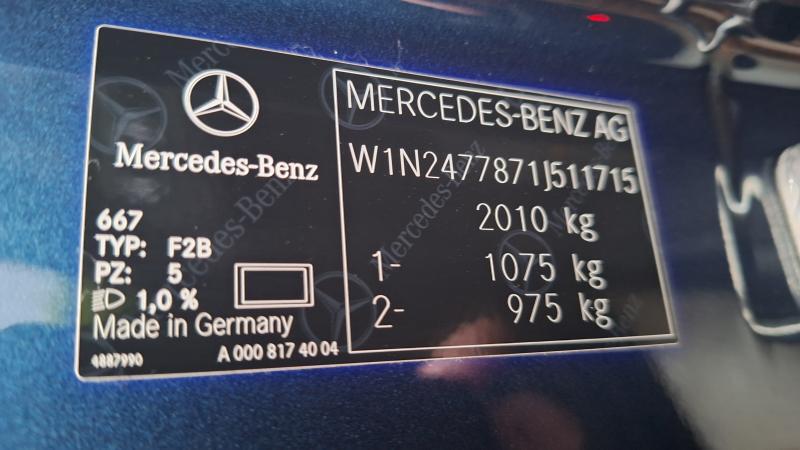 Mercedes-Benz
667
TYP: F2B
PZ: 5
1,0 %
Made in Germany
4887990
A 000 817 40 04
MERCEDES-BENZ AG
W1N2477871J511715
2010 kg
1- 1075 kg
2- 975 kg